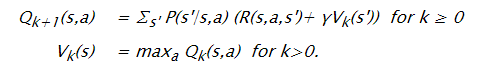 Qk+1(s,a) = Σs' P(s'|s,a) (R(s,a,s')+ γVk(s')) for k ≥ 0
Vk(s) = maxa Qk(s,a) for k>0.